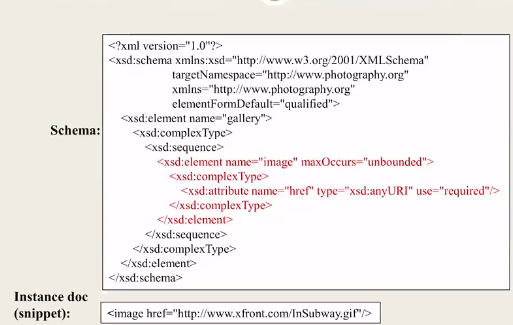 Schema:
<?xml version="1.0"?>
<xsd:schema xmlns:xsd="http://www.w3.org/2001/XMLSchema"
targetNamespace="http://www.photography.org"
xmlns="http://www.photography.org"
elementFormDefault="qualified">
<xsd:element name="gallery">
<xsd:complexType>
<xsd:sequence>
<xsd:element name="image" maxOccurs="unbounded">
<xsd:complexType>
<xsd:attribute name="href" type="xsd:anyURI" use="required"/>
</xsd:complexType>
</xsd:element>
</xsd:sequence>
</xsd:complexType>
</xsd:element>
</xsd:schema>
Instance doc
(snippet):
<image href="http://www.xfront.com/InSubway.gif"/>